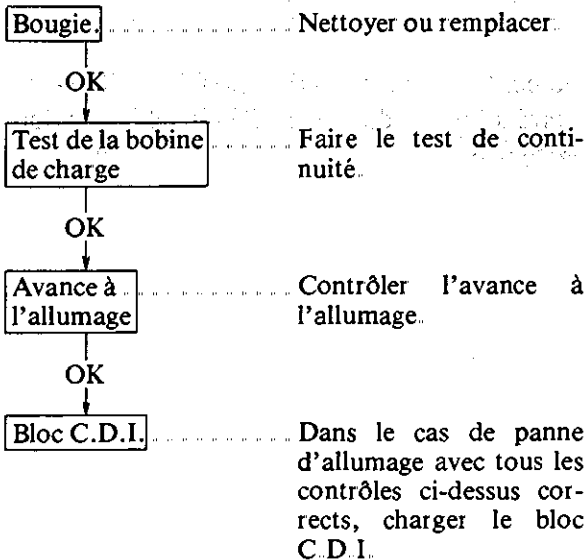 Bougie. Nettoyer ou remplacer.
OK
Test de la bobine Faire le test de conti-
de charge nuité.
OK
Avance à Contrôler l'avance à
l'allumage l'allumage.
OK
Bloc C.D.I. Dans le cas de panne
d'allumage avec tous les
contrôles ci-dessus cor-
rects, charger le bloc
C.D.I.